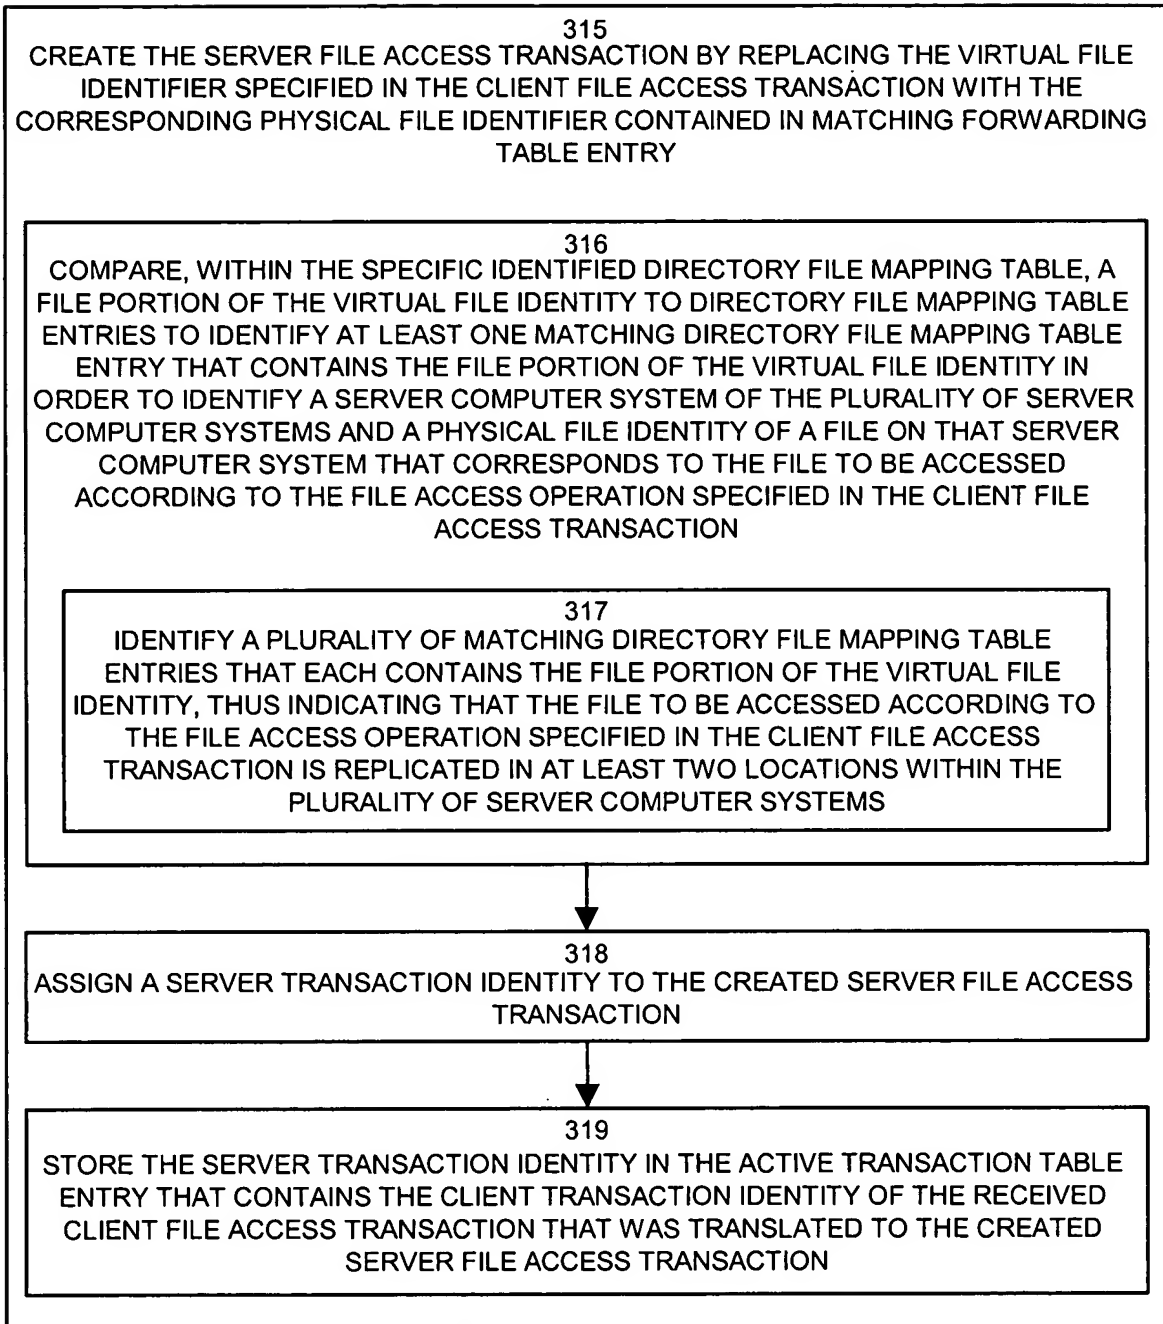 315
CREATE THE SERVER FILE ACCESS TRANSACTION BY REPLACING THE VIRTUAL FILE
IDENTIFIER SPECIFIED IN THE CLIENT FILE ACCESS TRANSACTION WITH THE
CORRESPONDING PHYSICAL FILE IDENTIFIER CONTAINED IN MATCHING FORWARDING
TABLE ENTRY
316
COMPARE, WITHIN THE SPECIFIC IDENTIFIED DIRECTORY FILE MAPPING TABLE, A
FILE PORTION OF THE VIRTUAL FILE IDENTITY TO DIRECTORY FILE MAPPING TABLE
ENTRIES TO IDENTIFY AT LEAST ONE MATCHING DIRECTORY FILE MAPPING TABLE
ENTRY THAT CONTAINS THE FILE PORTION OF THE VIRTUAL FILE IDENTITY IN
ORDER TO IDENTIFY A SERVER COMPUTER SYSTEM OF THE PLURALITY OF SERVER
COMPUTER SYSTEMS AND A PHYSICAL FILE IDENTITY OF A FILE ON THAT SERVER
COMPUTER SYSTEM THAT CORRESPONDS TO THE FILE TO BE ACCESSED
ACCORDING TO THE FILE ACCESS OPERATION SPECIFIED IN THE CLIENT FILE
ACCESS TRANSACTION
317
IDENTIFY A PLURALITY OF MATCHING DIRECTORY FILE MAPPING TABLE
ENTRIES THAT EACH CONTAINS THE FILE PORTION OF THE VIRTUAL FILE
IDENTITY, THUS INDICATING THAT THE FILE TO BE ACCESSED ACCORDING TO
THE FILE ACCESS OPERATION SPECIFIED IN THE CLIENT FILE ACCESS
TRANSACTION IS REPLICATED IN AT LEAST TWO LOCATIONS WITHIN THE
PLURALITY OF SERVER COMPUTER SYSTEMS
318
ASSIGN A SERVER TRANSACTION IDENTITY TO THE CREATED SERVER FILE ACCESS
TRANSACTION
319
STORE THE SERVER TRANSACTION IDENTITY IN THE ACTIVE TRANSACTION TABLE
ENTRY THAT CONTAINS THE CLIENT TRANSACTION IDENTITY OF THE RECEIVED
CLIENT FILE ACCESS TRANSACTION THAT WAS TRANSLATED TO THE CREATED
SERVER FILE ACCESS TRANSACTION